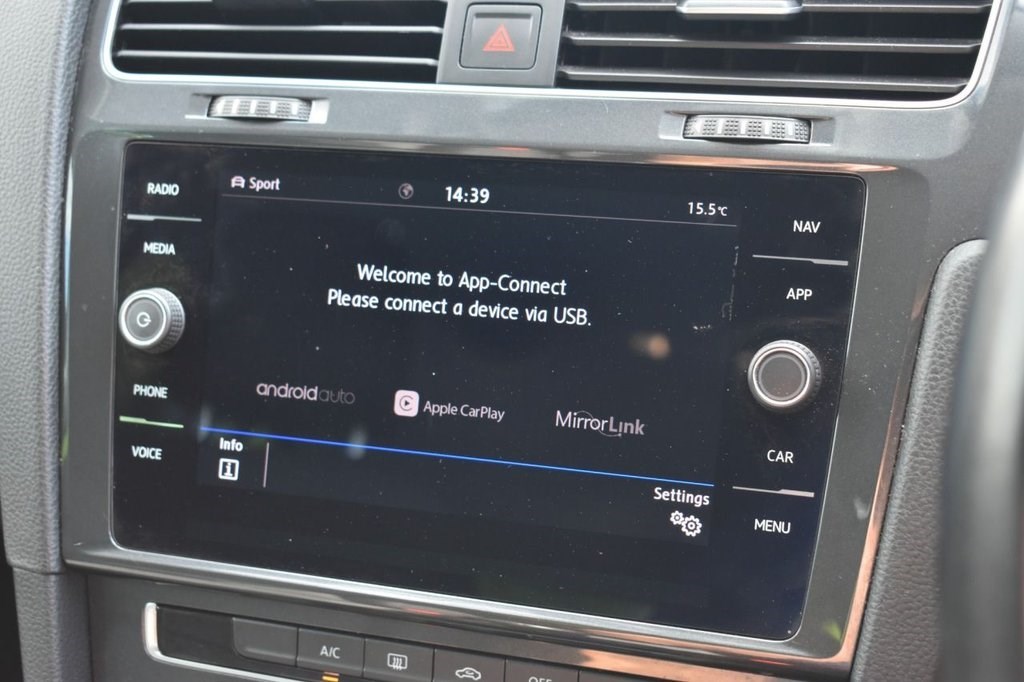 RADIO
MEDIA
PHONE
VOICE
Sport
14:39
15.5°C
Welcome to App-Connect
Please connect a device via USB.
androidauto
Apple CarPlay
MirrorLink
Info
i
Settings
NAV
APP
CAR
MENU
A/C
OFF